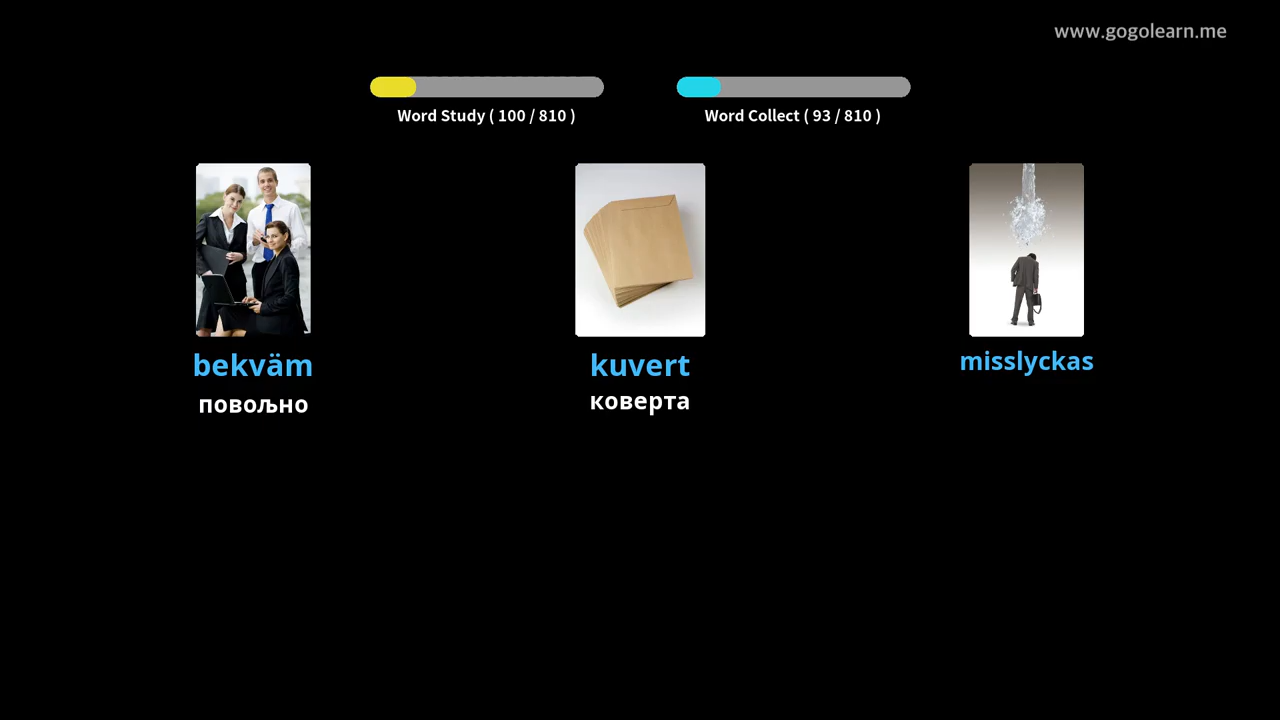 www.gogolearn.me
Word Study ( 100 / 810 )
Word Collect ( 93 / 810 )
bekväm
повољно
kuvert
коверта
misslyckas